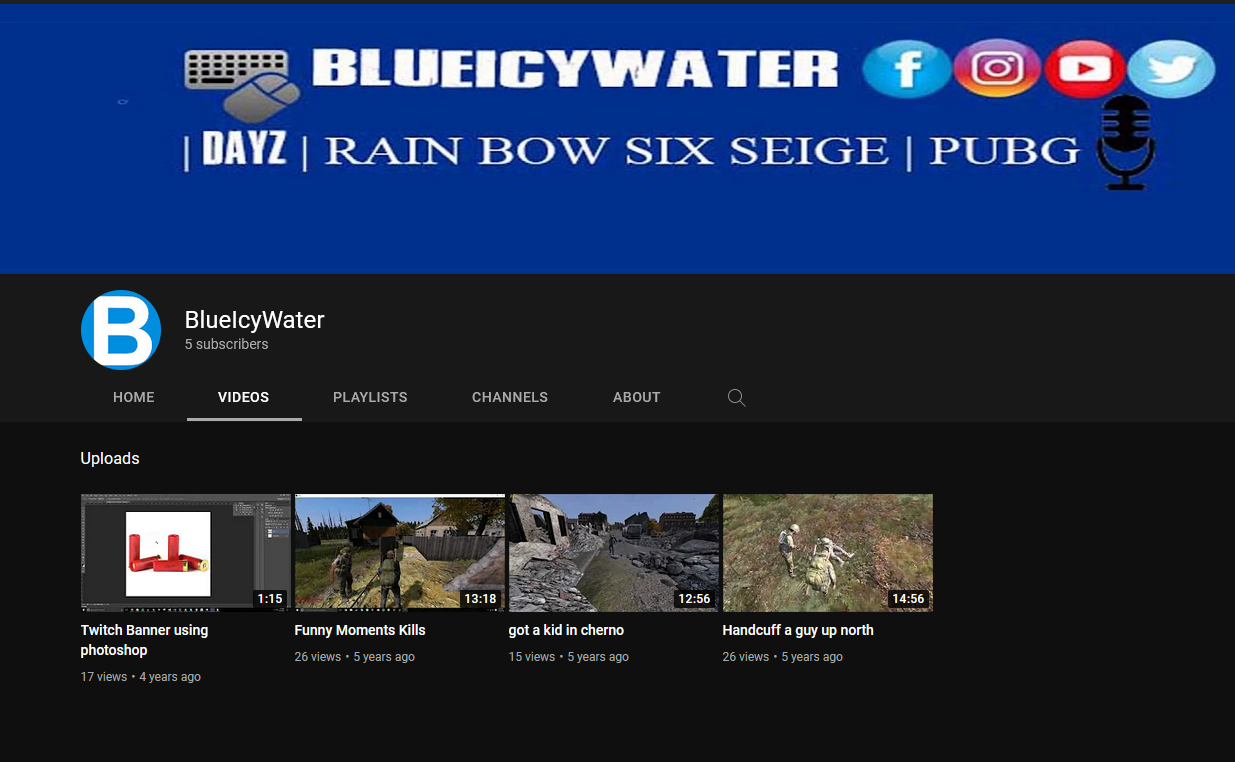 BLUEICYWATER
| DAYZ | RAIN BOW SIX SEIGE | PUBG
B
BlueIcyWater
5 subscribers
HOME VIDEOS PLAYLISTS CHANNELS ABOUT
Uploads
1:15 13:18 12:56 14:56
Twitch Banner using photoshop
17 views • 4 years ago
Funny Moments Kills
26 views • 5 years ago
got a kid in cherno
15 views • 5 years ago
Handcuff a guy up north
26 views • 5 years ago